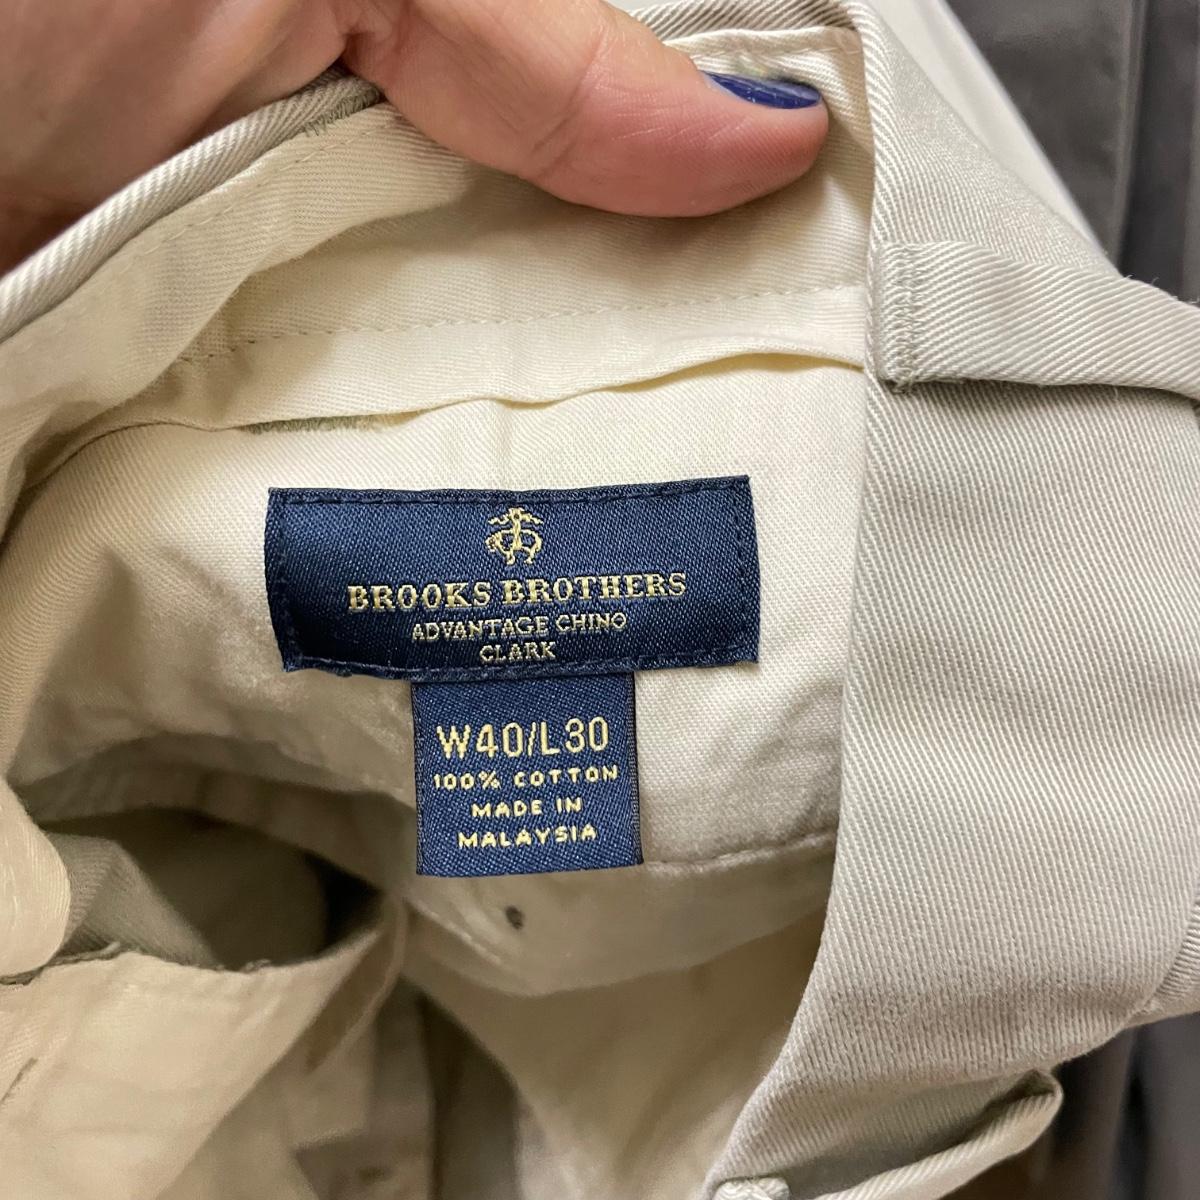 BROOKS BROTHERS
ADVANTAGE CHINO
CLARK
W40/L30
100% COTTON
MADE IN
MALAYSIA